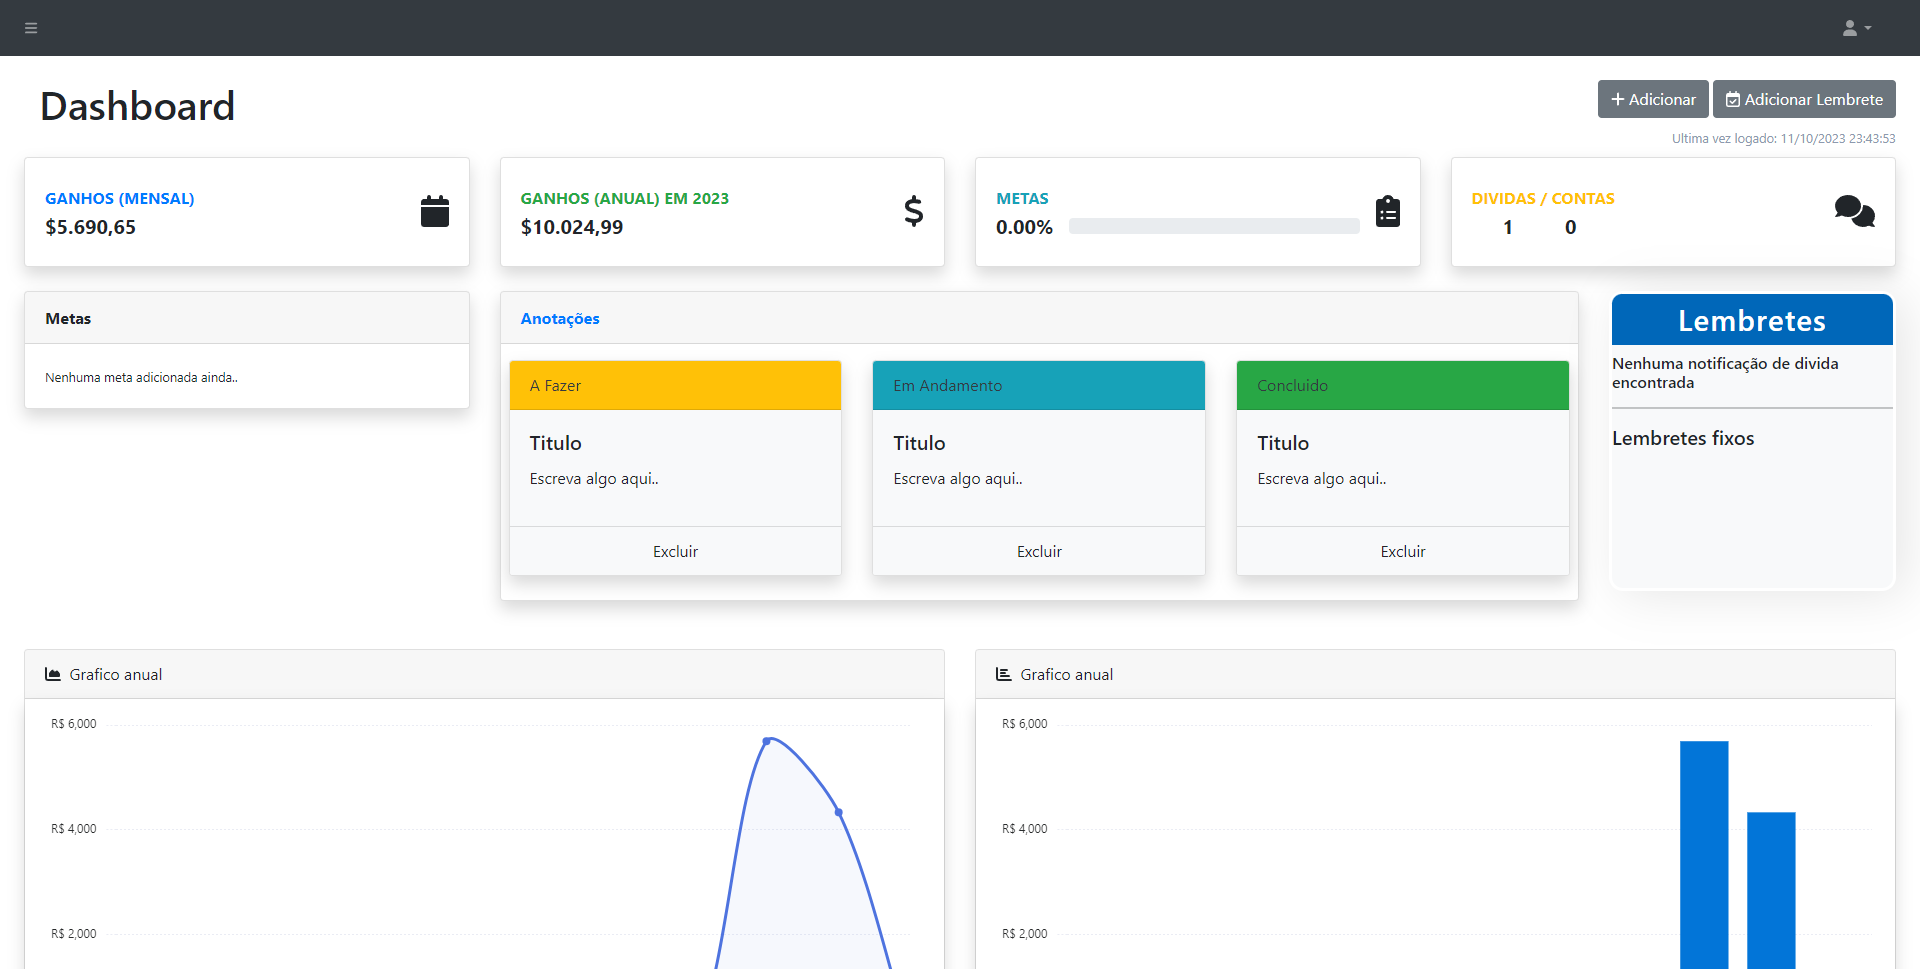 Dashboard
Adicionar
Adicionar Lembrete
Ultima vez logado: 11/10/2023 23:43:53
GANHOS (MENSAL)
$5.690,65
GANHOS (ANUAL) EM 2023
$10.024,99
METAS
0.00%
DIVIDAS / CONTAS
1 0
Metas
Nenhuma meta adicionada ainda..
Anotações
A Fazer
Titulo
Escreva algo aqui..
Excluir
Em Andamento
Titulo
Escreva algo aqui..
Excluir
Concluido
Titulo
Escreva algo aqui..
Excluir
Lembretes
Nenhuma notificação de divida
encontrada
Lembretes fixos
Grafico anual
R$ 6,000
R$ 4,000
R$ 2,000
Grafico anual
R$ 6,000
R$ 4,000
R$ 2,000